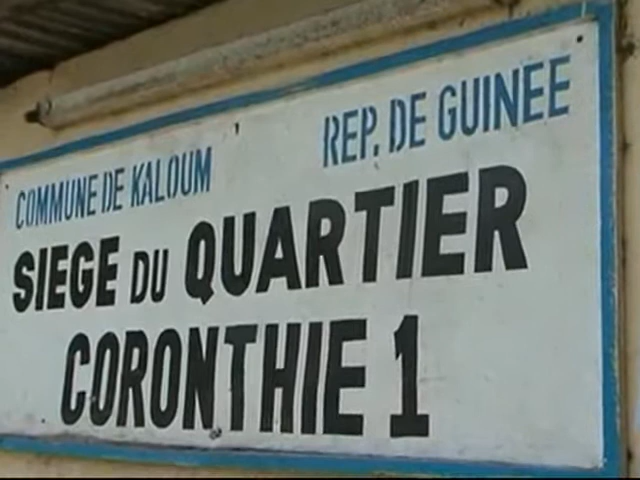 COMMUNE DE KALOUM
REP. DE GUINEE
SIEGE DU QUARTIER
CORONTHIE 1